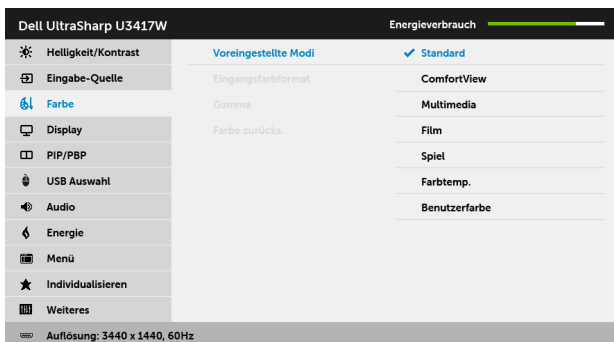 Dell UltraSharp U3417W Energieverbrauch
Helligkeit/Kontrast Voreingestellte Modi Standard
Eingabe-Quelle Eingangsfarbformat ComfortView
Farbe Gamma Multimedia
Display Farbe zurücks. Film
PIP/PBP Spiel
USB Auswahl Farbtemp.
Audio Benutzerfarbe
Energie
Menü
Individualisieren
Weiteres
Auflösung: 3440 x 1440, 60Hz